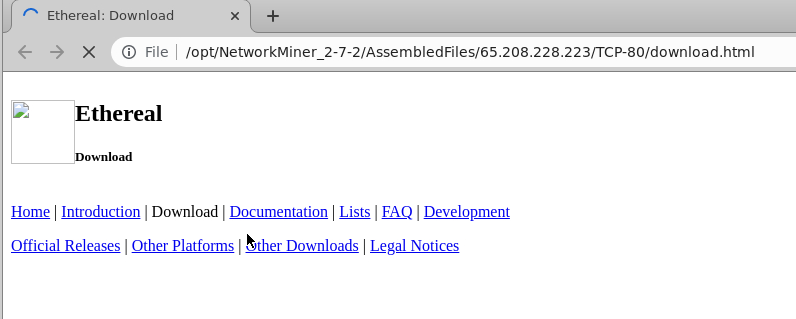 Ethereal: Download
File /opt/NetworkMiner_2-7-2/AssembledFiles/65.208.228.223/TCP-80/download.html
Ethereal
Download
Home | Introduction | Download | Documentation | Lists | FAQ | Development
Official Releases | Other Platforms | Other Downloads | Legal Notices